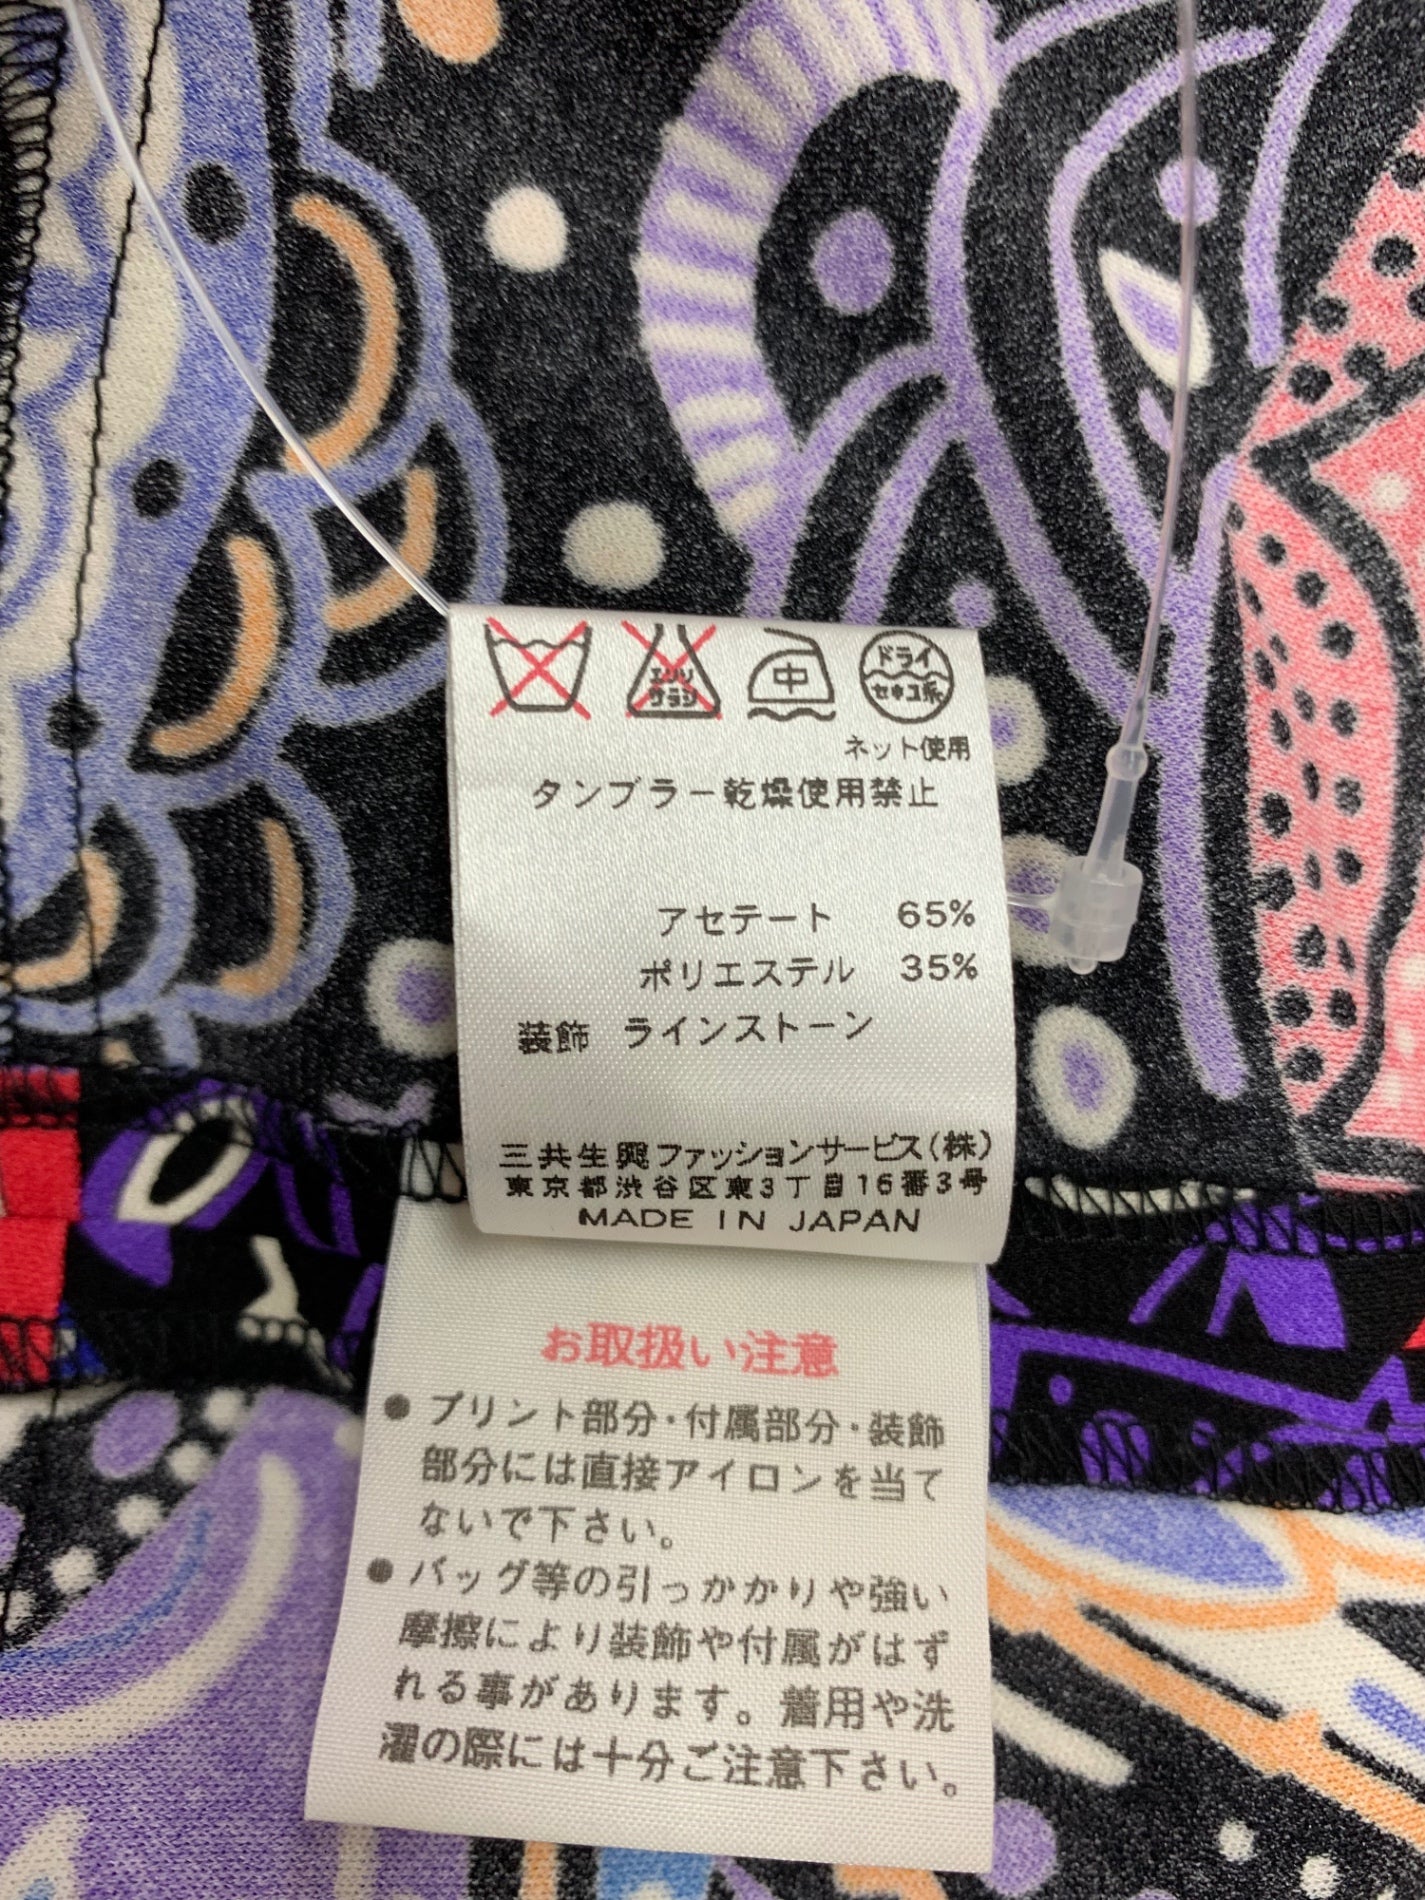 エンソ
サラシ
中
ドライ
セキユ系
ネット使用
タンブラー乾燥使用禁止
アセテート 65%
ポリエステル 35%
装飾 ラインストーン
三共生興ファッションサービス(株)
東京都渋谷区東3丁目16番3号
MADE IN JAPAN
お取扱い注意
● プリント部分・付属部分・装飾
部分には直接アイロンを当て
ないで下さい。
● バッグ等の引っかかりや強い
摩擦により装飾や付属がはず
れる事があります。着用や洗
濯の際には十分ご注意下さい。